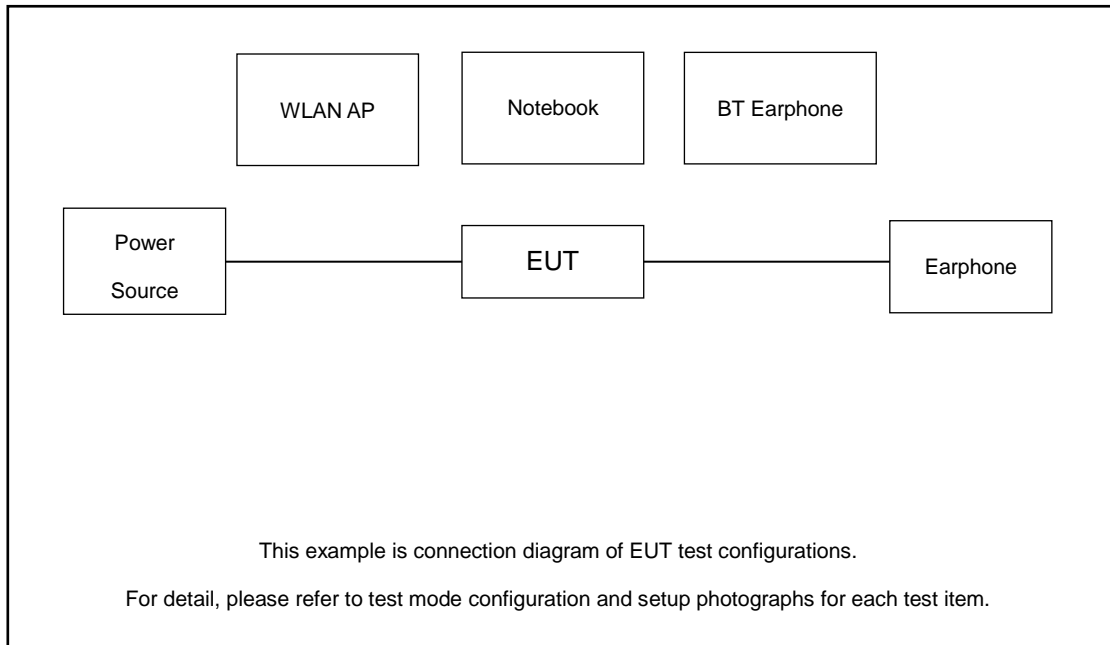 WLAN AP
Notebook
BT Earphone
Power
Source
EUT
Earphone
This example is connection diagram of EUT test configurations.
For detail, please refer to test mode configuration and setup photographs for each test item.